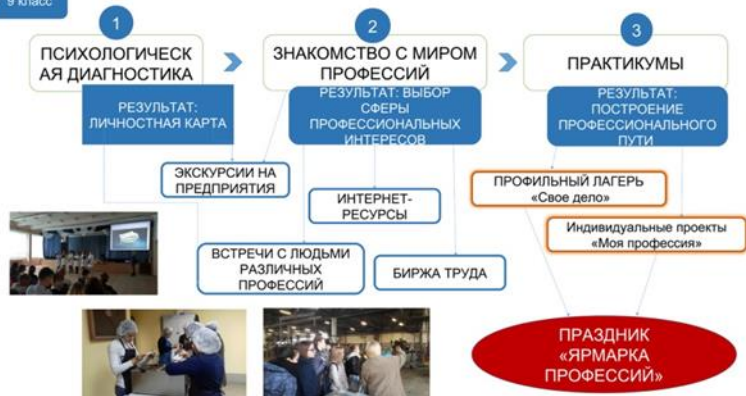 9 класс
1
ПСИХОЛОГИЧЕСК
АЯ ДИАГНОСТИКА
РЕЗУЛЬТАТ:
ЛИЧНОСТНАЯ КАРТА
2
ЗНАКОМСТВО С МИРОМ
ПРОФЕССИЙ
РЕЗУЛЬТАТ: ВЫБОР
СФЕРЫ
ПРОФЕССИОНАЛЬНЫХ
ИНТЕРЕСОВ
3
ПРАКТИКУМЫ
РЕЗУЛЬТАТ:
ПОСТРОЕНИЕ
ПРОФЕССИОНАЛЬНОГО
ПУТИ
ЭКСКУРСИИ НА
ПРЕДПРИЯТИЯ
ИНТЕРНЕТ-
РЕСУРСЫ
ВСТРЕЧИ С ЛЮДЬМИ
РАЗЛИЧНЫХ
ПРОФЕССИЙ
БИРЖА ТРУДА
ПРОФИЛЬНЫЙ ЛАГЕРЬ
«Свое дело»
Индивидуальные проекты
«Моя профессия»
ПРАЗДНИК
«ЯРМАРКА
ПРОФЕССИЙ»